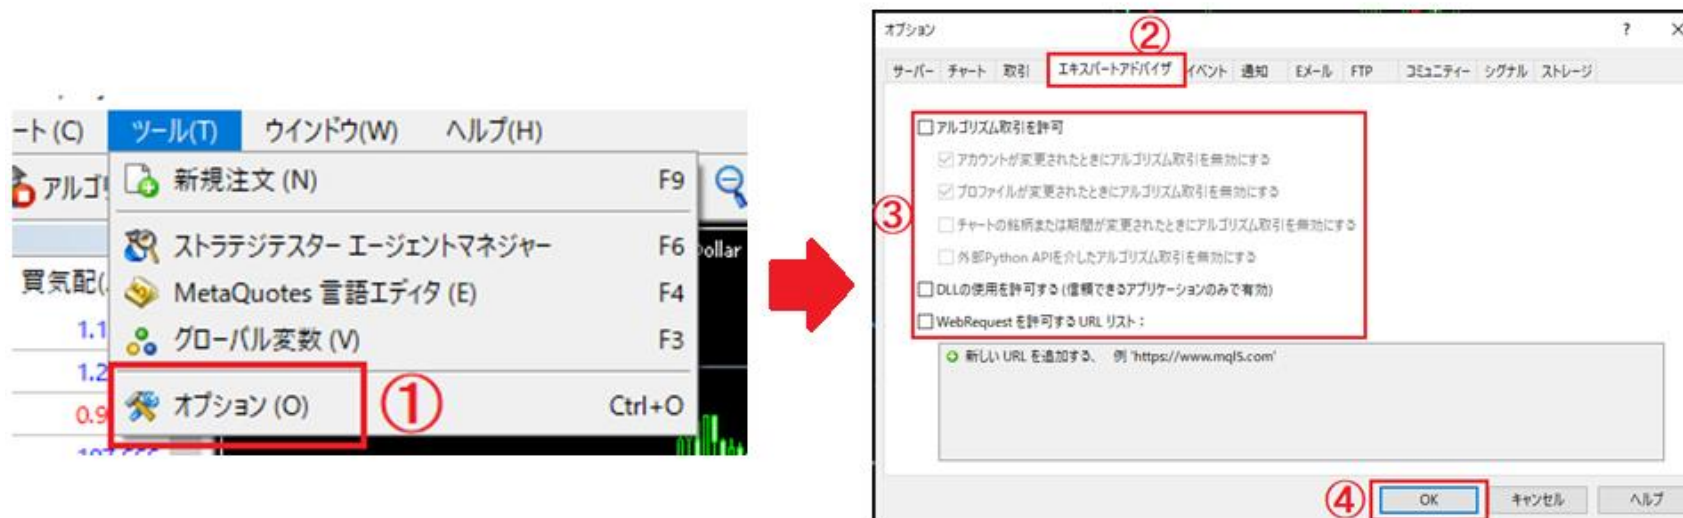 ート(C) ツール(T) ウインドウ(W) ヘルプ(H)
新規注文 (N) F9
ストラテジテスター エージェントマネジャー F6
MetaQuotes 言語エディタ (E) F4
グローバル変数 (V) F3
オプション (O) ① Ctrl+O
アルゴリ
買気配(
1.1
1.2
0.9
ollar
オプション ② ?
サーバー チャート 取引 エキスパートアドバイザ イベント 通知 Eメール FTP コミュニティー シグナル ストレージ
③
アルゴリズム取引を許可
アカウントが変更されたときにアルゴリズム取引を無効にする
プロファイルが変更されたときにアルゴリズム取引を無効にする
チャートの銘柄または期間が変更されたときにアルゴリズム取引を無効にする
外部Python APIを介したアルゴリズム取引を無効にする
DLLの使用を許可する (信頼できるアプリケーションのみで有効)
WebRequest を許可する URL リスト：
新しい URL を追加する、 例 'https://www.mql5.com'
④ OK キャンセル ヘルプ